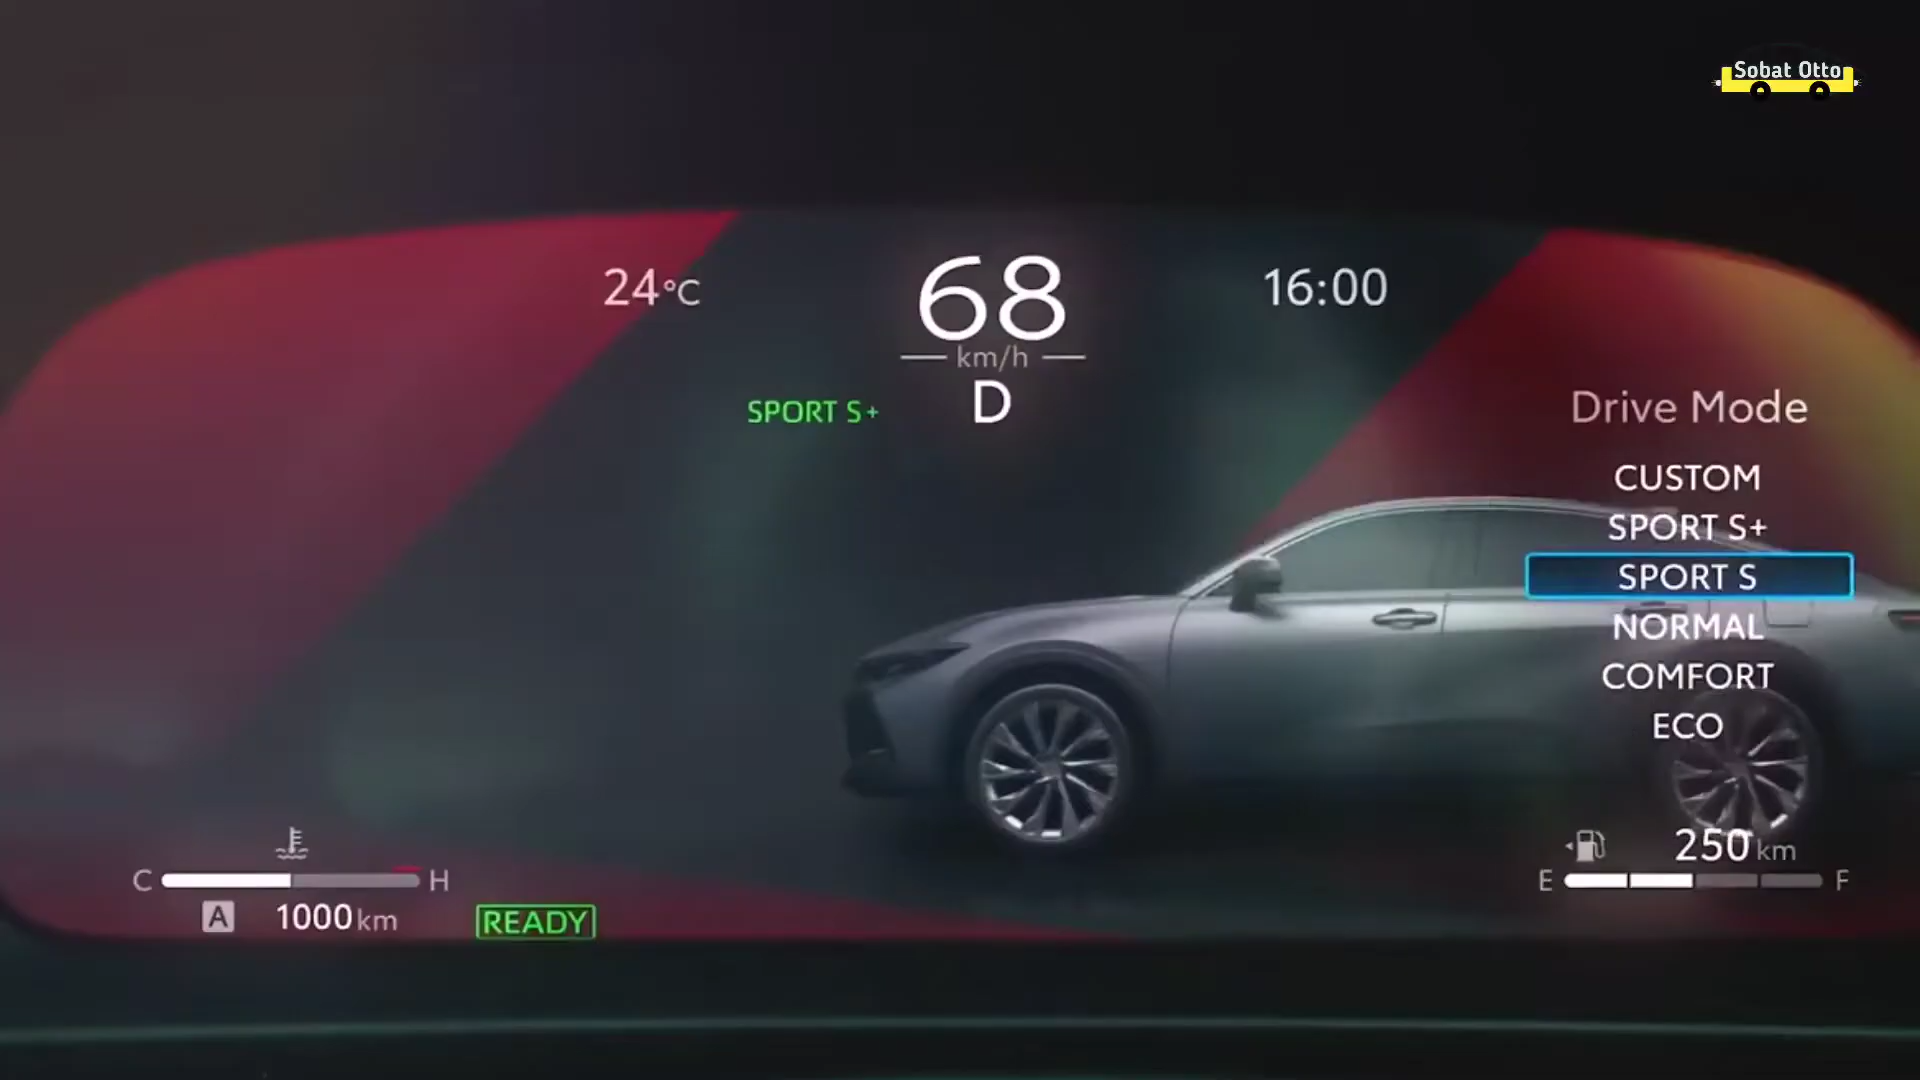 Sobat Otto
24°C
68
16:00
km/h
SPORT S+
D
Drive Mode
CUSTOM
SPORT S+
SPORT S
NORMAL
COMFORT
ECO
250 km
C
H
E
F
A
1000 km
READY